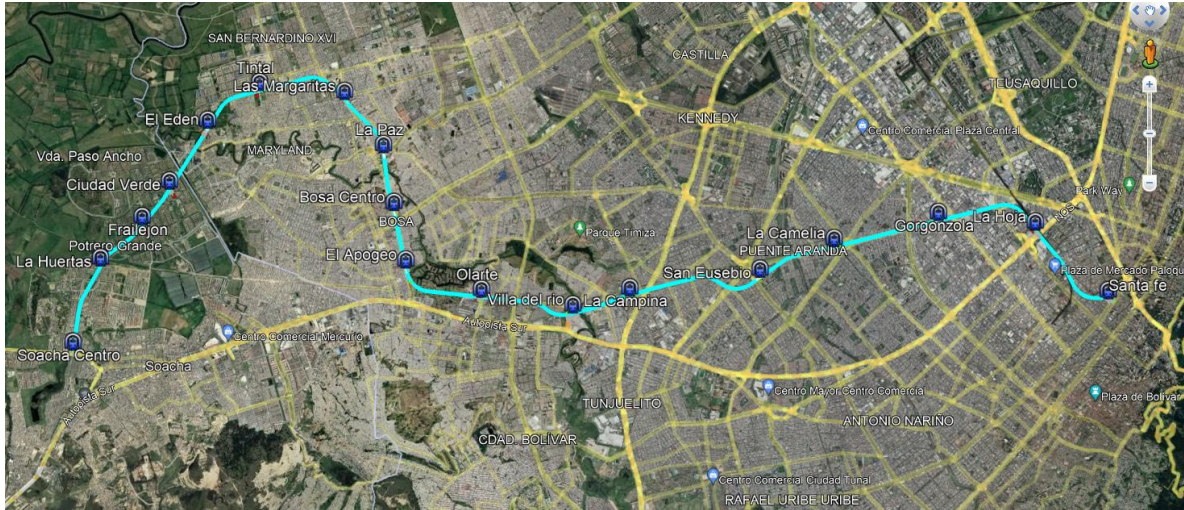 SAN BERNARDINO XVI
CASTILLA
Tintal
Las Margaritas
TEUSAQUILLO
El Eden
KENNEDY
La Paz
Centro Comercial Plaza Central
MARYLAND
Vda. Paso Ancho
Ciudad Verde
Park Way
Bosa Centro
NQS
Frailejon
BOSA
Gorgonzola
La Hoja
Parque Timiza
La Camelia
Potrero Grande
PUENTE ARANDA
La Huertas
El Apogeo
Plaza de Mercado Paloqu
Olarte
San Eusebio
Santa fe
Villa del rio
La Campina
Autopista Sur
Centro Comercial Mercurio
Soacha Centro
Soacha
Autopista Sur
Centro Mayor Centro Comercial
Plaza de Bolívar
TUNJUELITO
ANTONIO NARIÑO
CDAD. BOLÍVAR
Centro Comercial Ciudad Tunal
RAFAEL URIBE URIBE